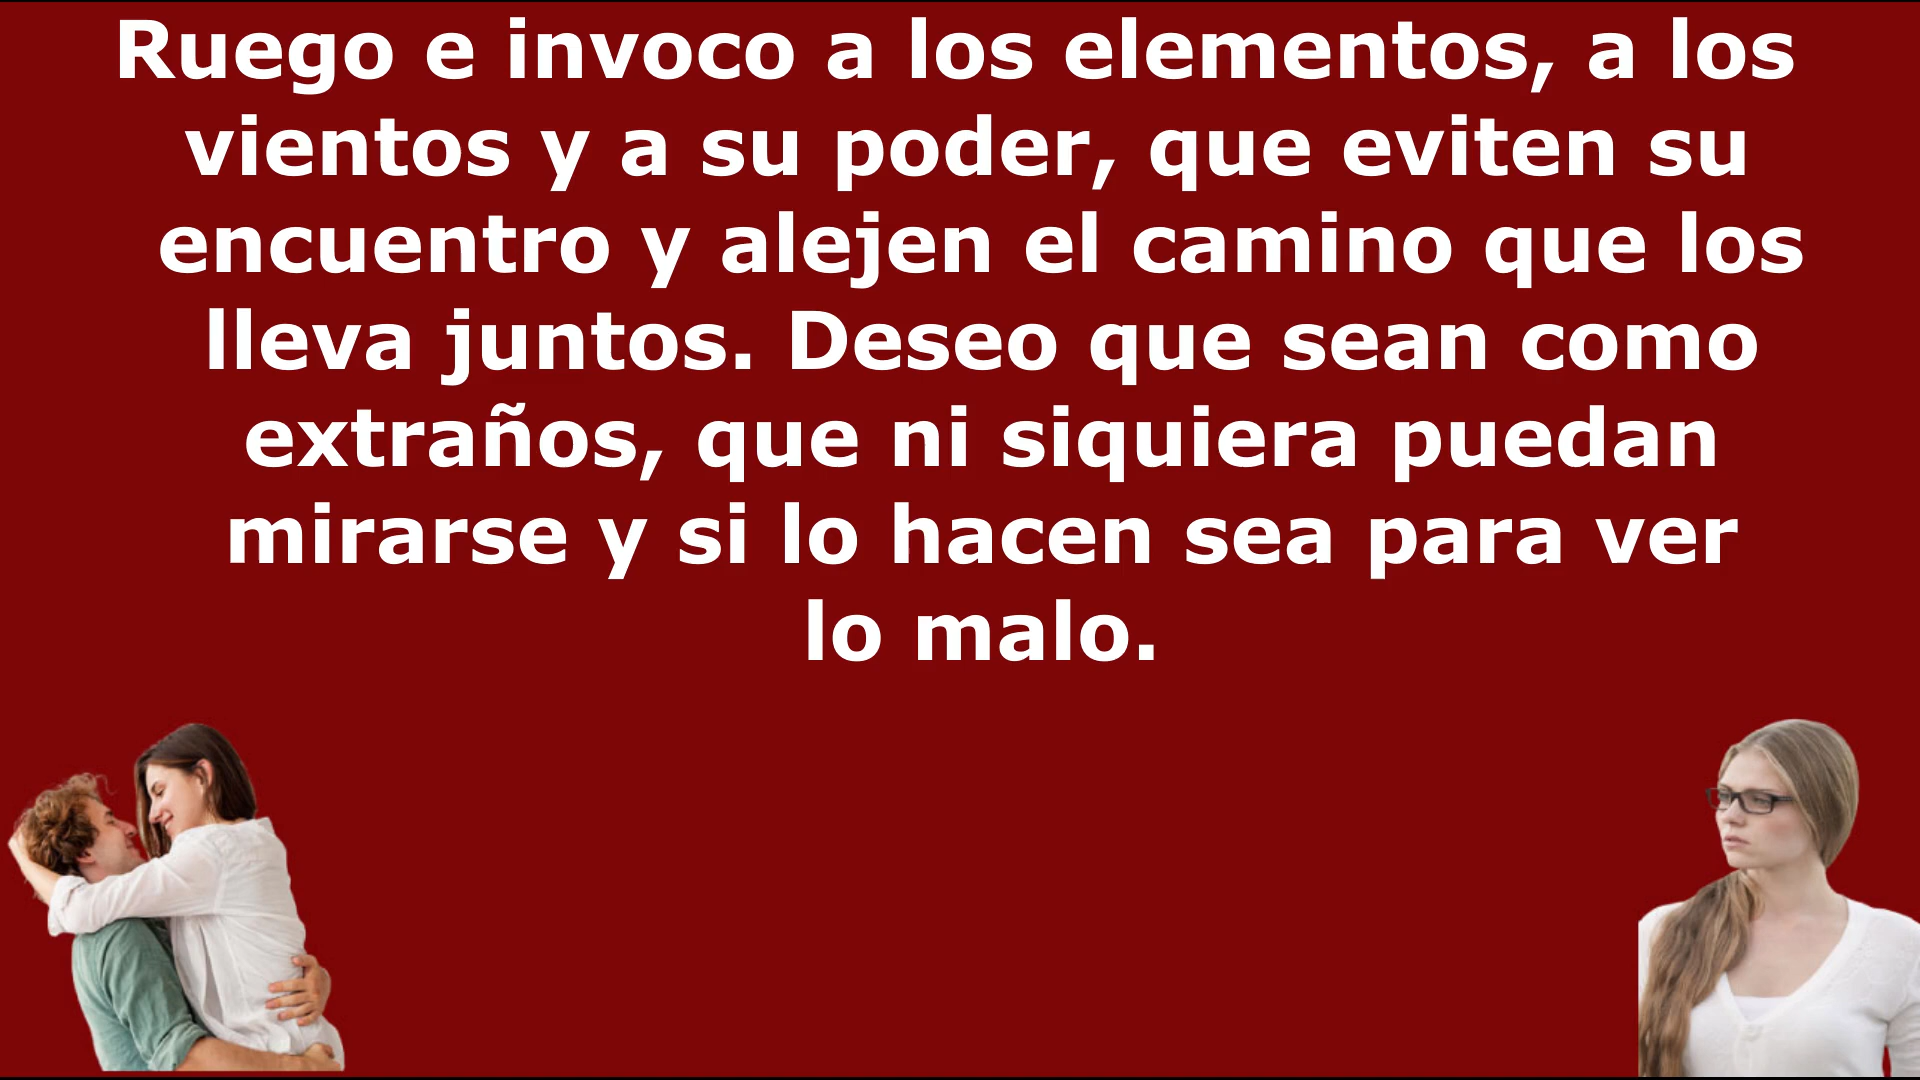 Ruego e invoco a los elementos, a los
vientos y a su poder, que eviten su
encuentro y alejen el camino que los
lleva juntos. Deseo que sean como
extraños, que ni siquiera puedan
mirarse y si lo hacen sea para ver
lo malo.